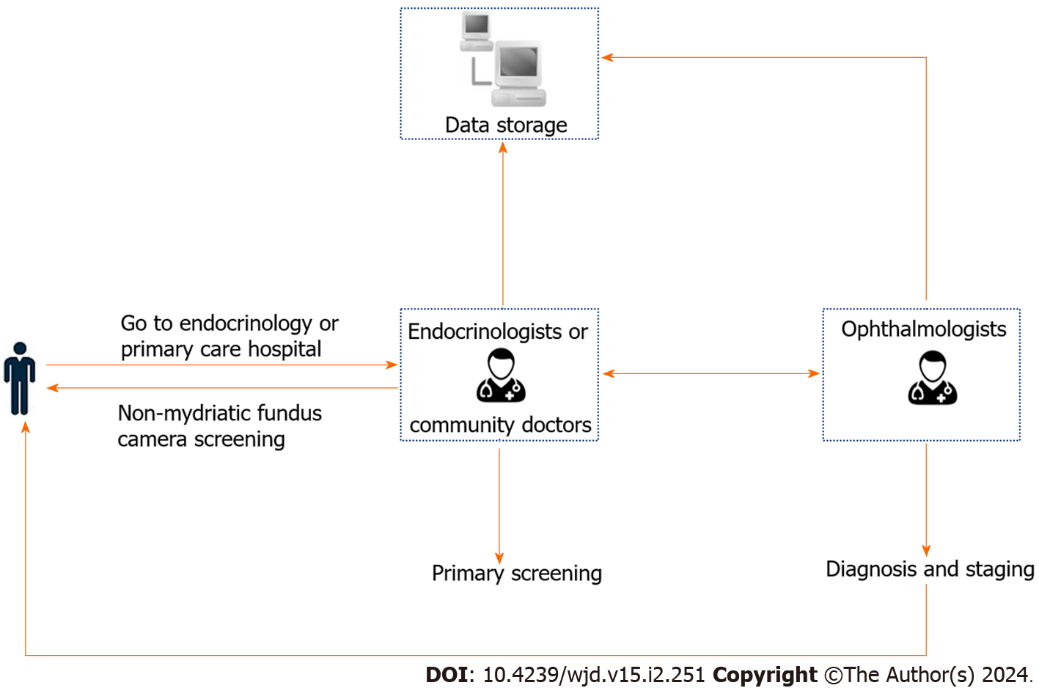 Data storage
Go to endocrinology or
primary care hospital
Non-mydriatic fundus
camera screening
Endocrinologists or
community doctors
Ophthalmologists
Primary screening
Diagnosis and staging
DOI: 10.4239/wjd.v15.i2.251 Copyright ©The Author(s) 2024.